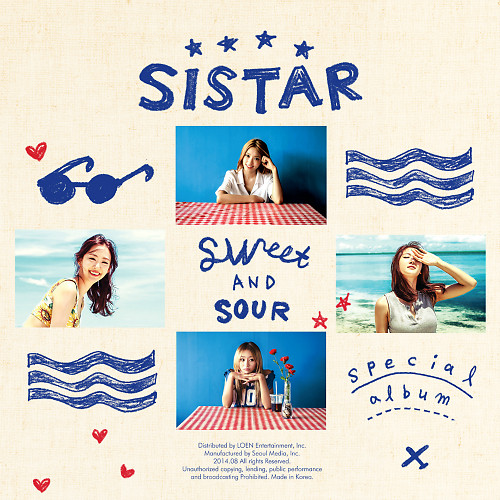 SISTAR
Sweet
AND
SOUR
special
album
Distributed by LOEN Entertainment, Inc.
Manufactured by Seoul Media, Inc.
2014.08 All rights Reserved.
Unauthorized copying, lending, public performance
and broadcasting Prohibited. Made in Korea.